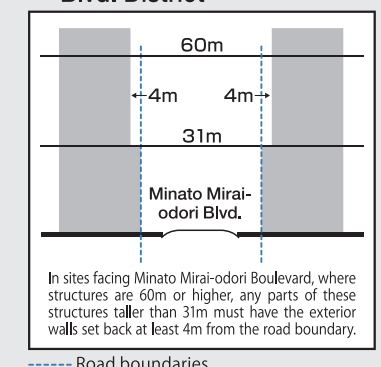 Blvd. District
60m
4m 4m
31m
Minato Mirai-
odori Blvd.
In sites facing Minato Mirai-odori Boulevard, where
structures are 60m or higher, any parts of these
structures taller than 31m must have the exterior
walls set back at least 4m from the road boundary.
Road boundaries